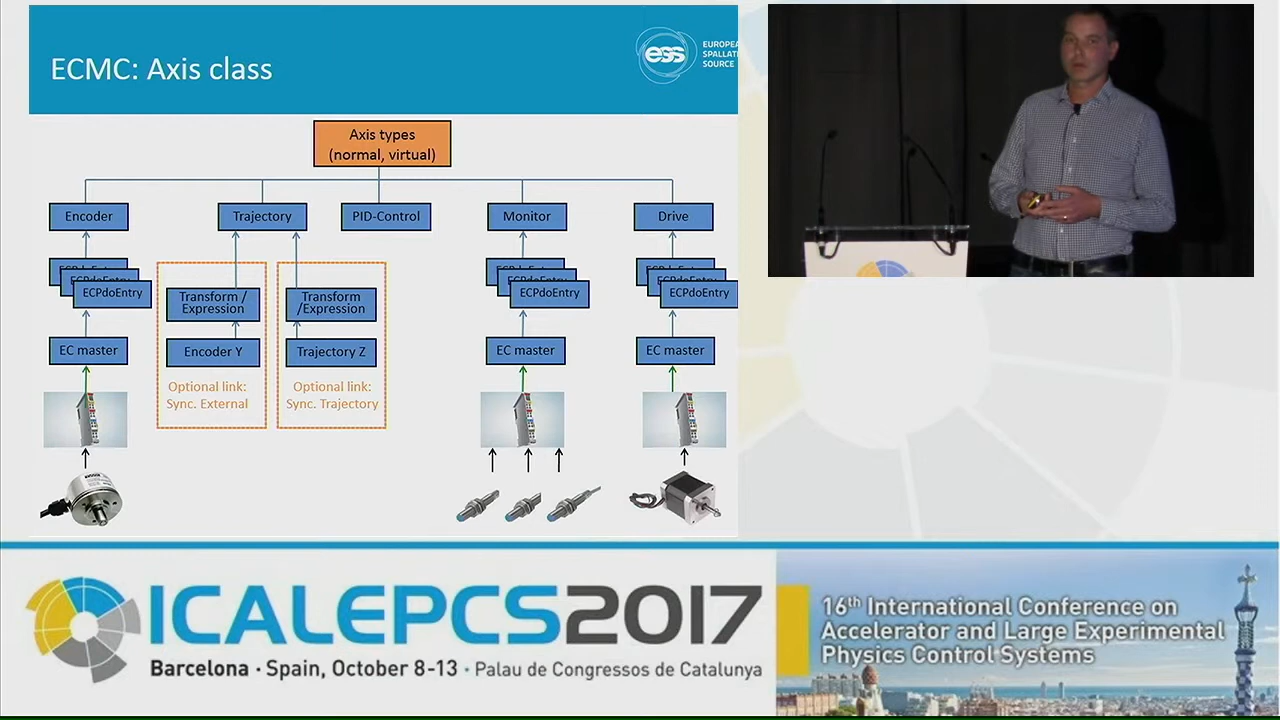 ECMC: Axis class
ess
EUROPEA
SPALLAT
SOURCE
Axis types
(normal, virtual)
Encoder
Trajectory
PID-Control
Monitor
Drive
ECPdoEntry
ECPdoEntry
ECPdoEntry
Transform /
Expression
Transform
/Expression
EC master
Encoder Y
Trajectory Z
EC master
EC master
Optional link:
Sync. External
Optional link:
Sync. Trajectory
ICALEPCS2017
Barcelona · Spain, October 8-13 · Palau de Congressos de Catalunya
16th International Conference on
Accelerator and Large Experimental
Physics Control Systems